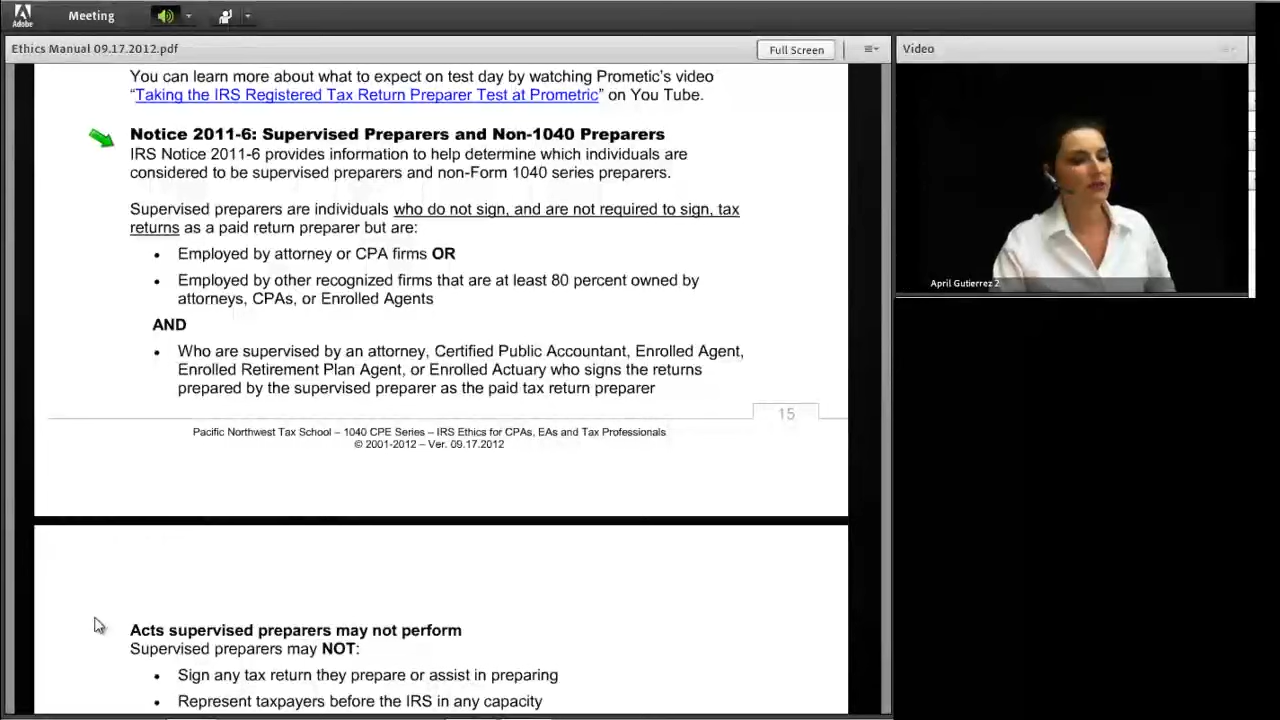 Adobe
Meeting
Ethics Manual 09.17.2012.pdf
Full Screen
Video
You can learn more about what to expect on test day by watching Prometic's video
“Taking the IRS Registered Tax Return Preparer Test at Prometric” on You Tube.
Notice 2011-6: Supervised Preparers and Non-1040 Preparers
IRS Notice 2011-6 provides information to help determine which individuals are
considered to be supervised preparers and non-Form 1040 series preparers.
Supervised preparers are individuals who do not sign, and are not required to sign, tax
returns as a paid return preparer but are:
• Employed by attorney or CPA firms OR
• Employed by other recognized firms that are at least 80 percent owned by
attorneys, CPAs, or Enrolled Agents
AND
• Who are supervised by an attorney, Certified Public Accountant, Enrolled Agent,
Enrolled Retirement Plan Agent, or Enrolled Actuary who signs the returns
prepared by the supervised preparer as the paid tax return preparer
15
Pacific Northwest Tax School – 1040 CPE Series – IRS Ethics for CPAs, EAs and Tax Professionals
© 2001-2012 – Ver. 09.17.2012
Acts supervised preparers may not perform
Supervised preparers may NOT:
• Sign any tax return they prepare or assist in preparing
• Represent taxpayers before the IRS in any capacity
April Gutierrez 2